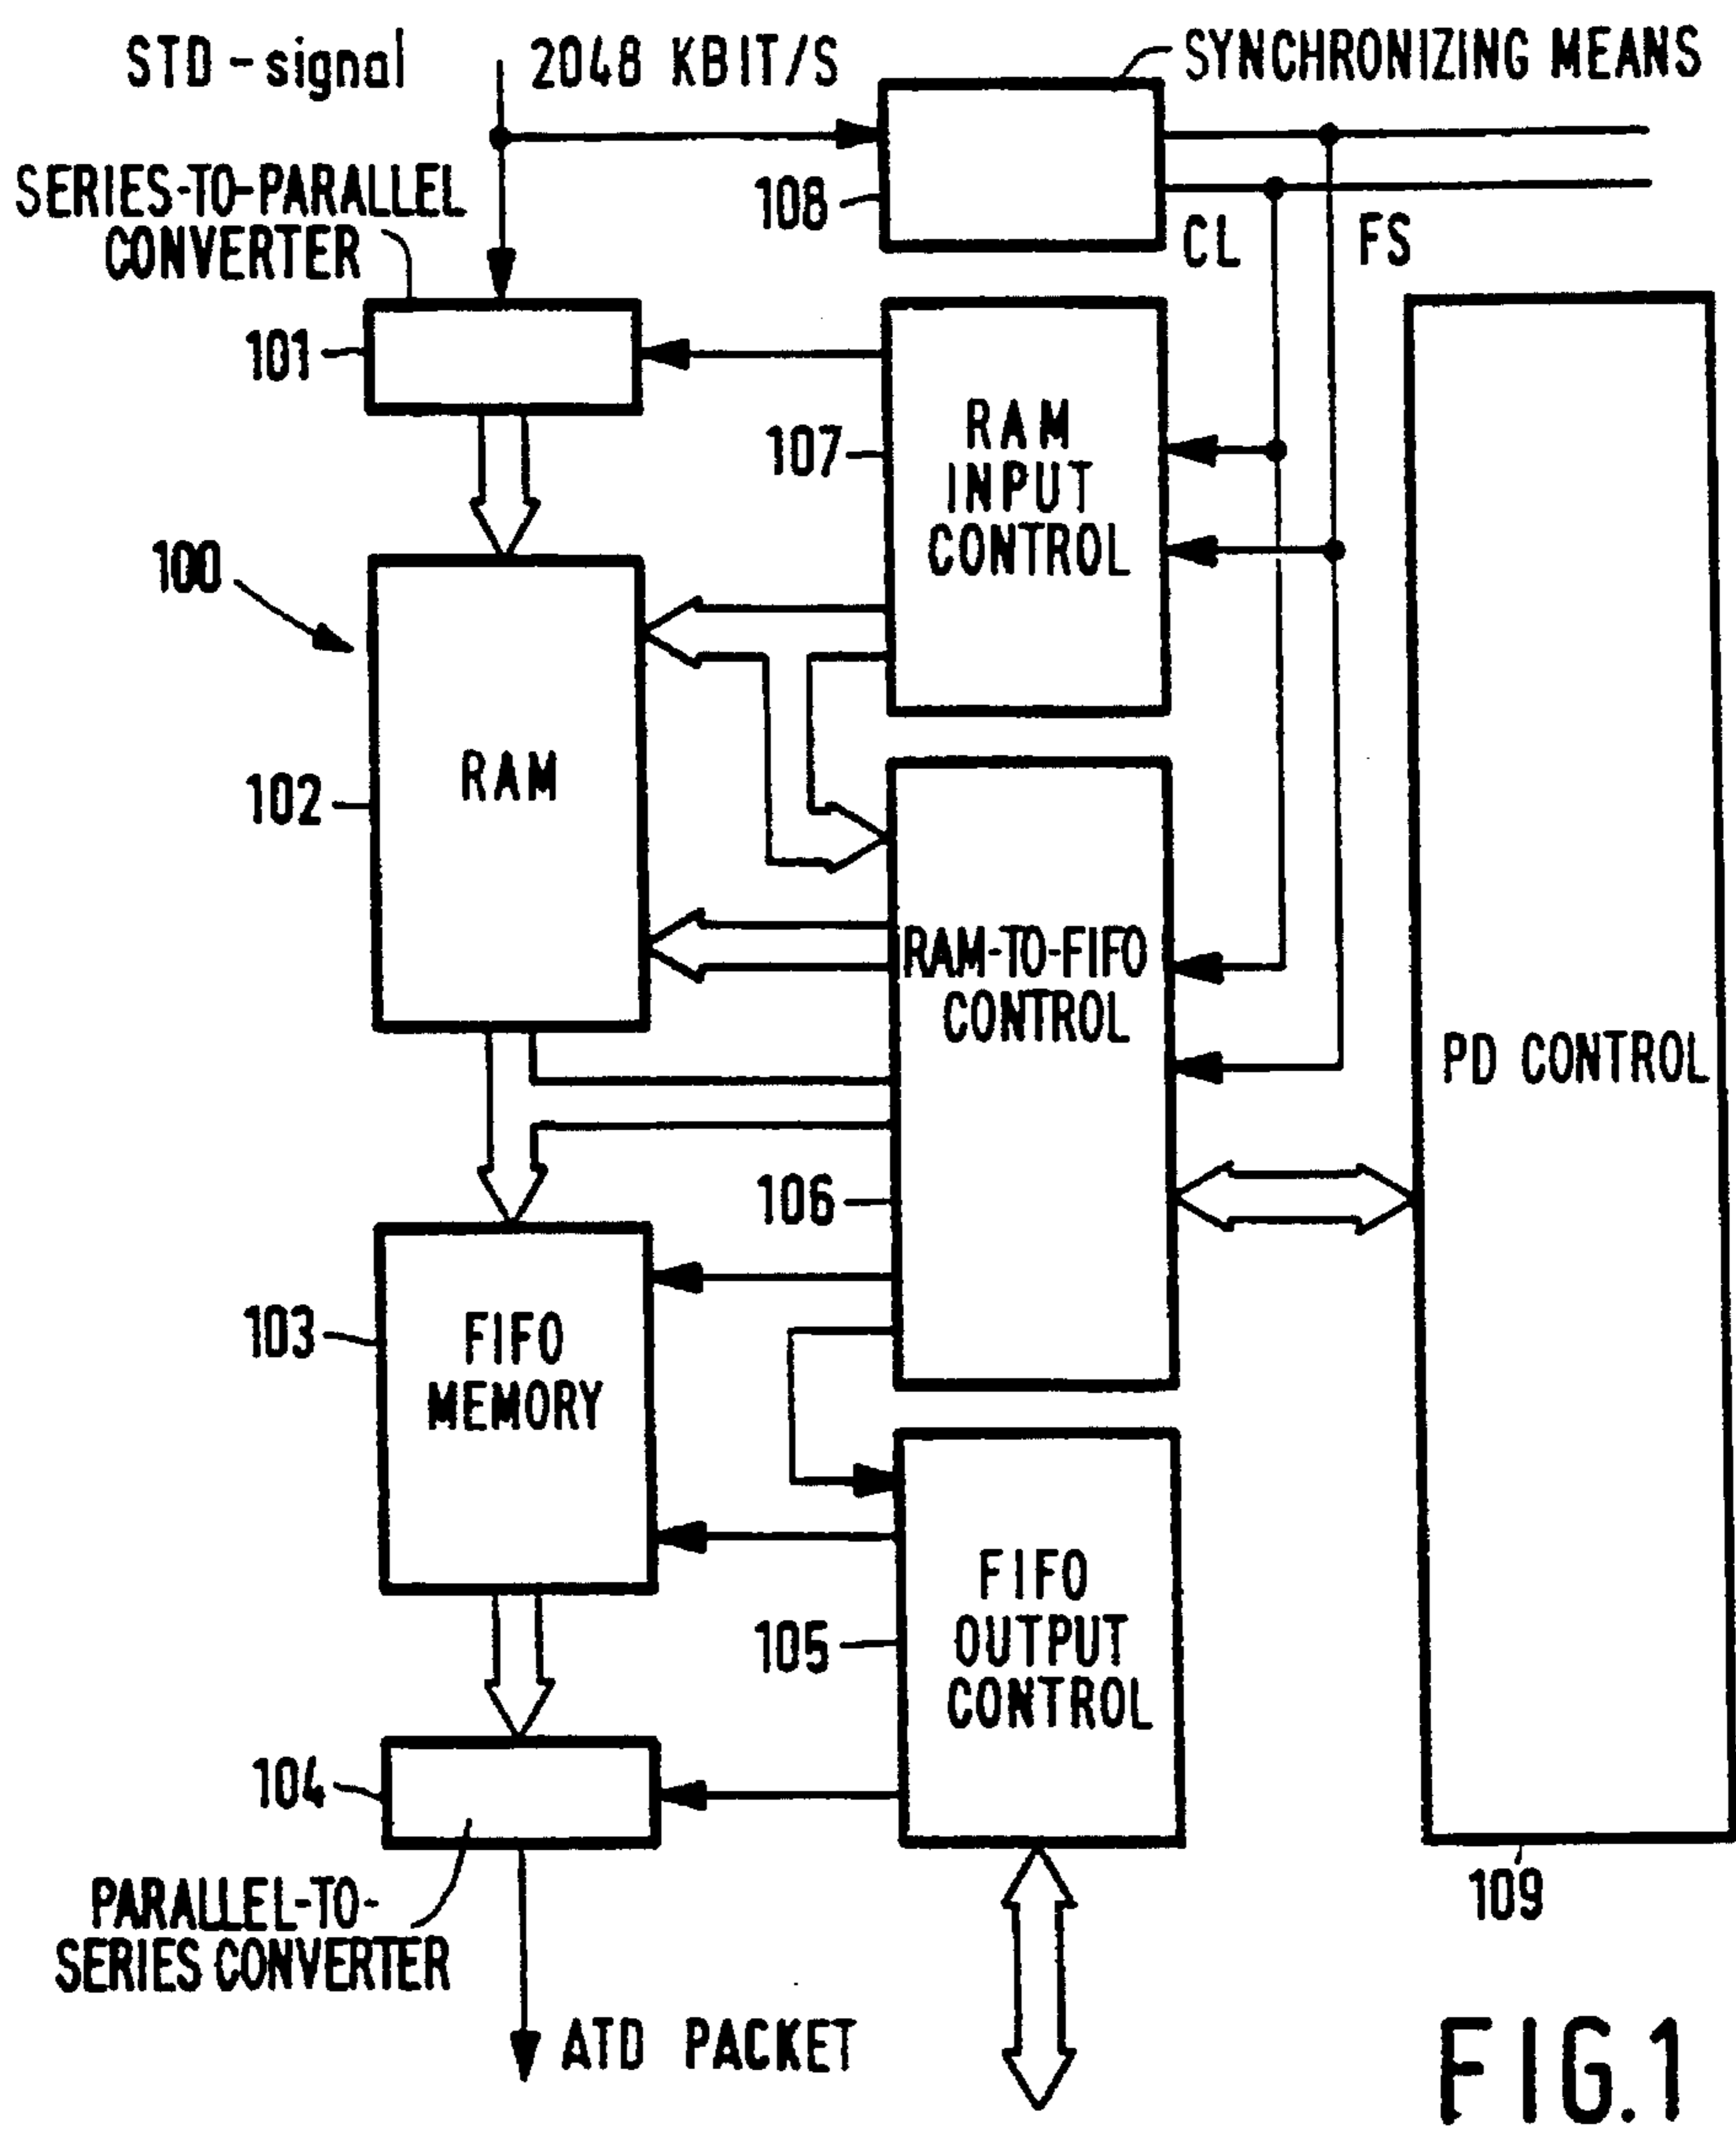 STD-signal 2048 KBIT/S
SYNCHRONIZING MEANS
SERIES-TO-PARALLEL
CONVERTER
108
CL FS
101
107
RAM
INPUT
CONTROL
100
102
RAM
RAM-TO-FIFO
CONTROL
PD CONTROL
106
103
FIFO
MEMORY
105
FIFO
OUTPUT
CONTROL
104
109
PARALLEL-TO-
SERIES CONVERTER
ATD PACKET
FIG.1